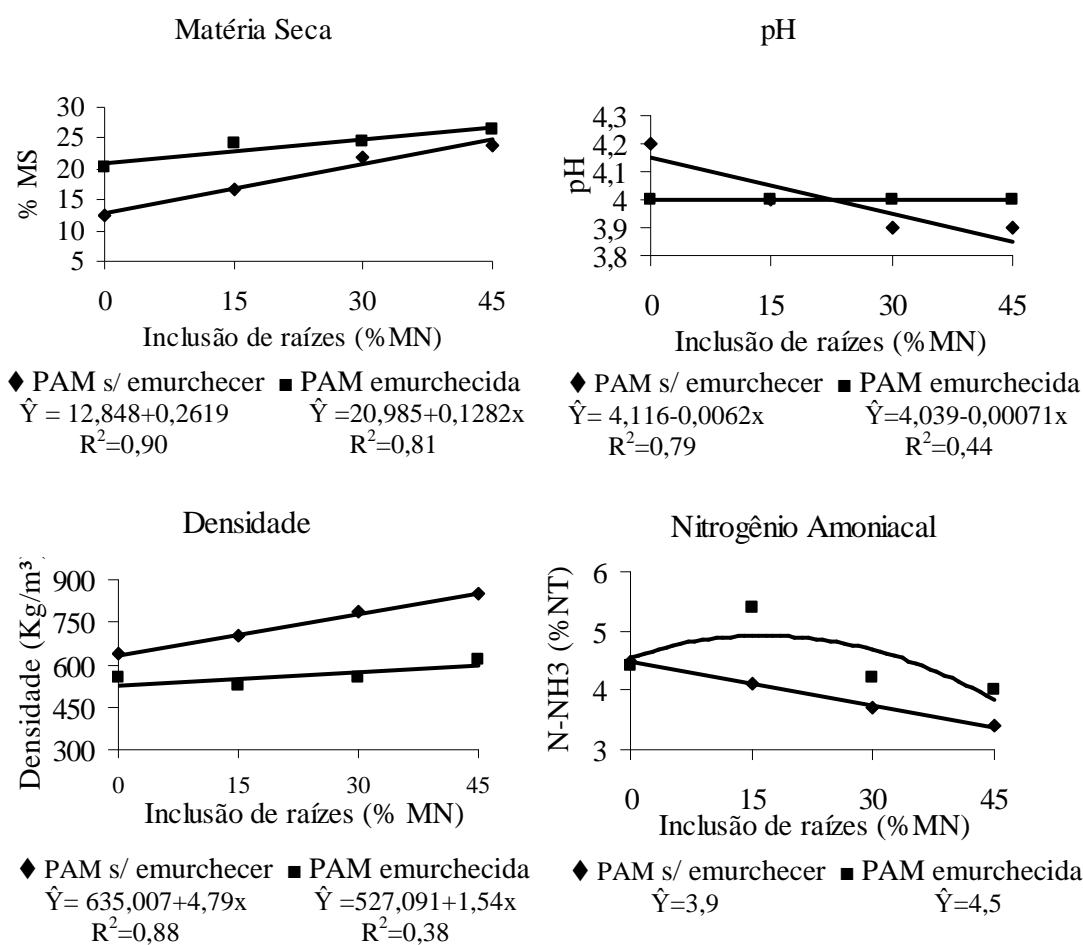 Matéria Seca
% MS
30
25
20
15
10
5
0 15 30 45
Inclusão de raízes (%MN)
◆ PAM s/ emurchecer ■ PAM emurchecida
Ŷ = 12,848+0,2619 Ŷ =20,985+0,1282x
R²=0,90 R²=0,81
pH
pH
4,3
4,2
4,1
4
3,9
3,8
0 15 30 45
Inclusão de raízes (%MN)
◆ PAM s/ emurchecer ■ PAM emurchecida
Ŷ= 4,116-0,0062x Ŷ=4,039-0,00071x
R²=0,79 R²=0,44
Densidade
Densidade (Kg/m³)
900
750
600
450
300
0 15 30 45
Inclusão de raízes (% MN)
◆ PAM s/ emurchecer ■ PAM emurchecida
Ŷ= 635,007+4,79x Ŷ =527,091+1,54x
R²=0,88 R²=0,38
Nitrogênio Amoniacal
N-NH3 (%NT)
6
5
4
3
0 15 30 45
Inclusão de raízes (%MN)
◆ PAM s/ emurchecer ■ PAM emurchecida
Ŷ=3,9 Ŷ=4,5